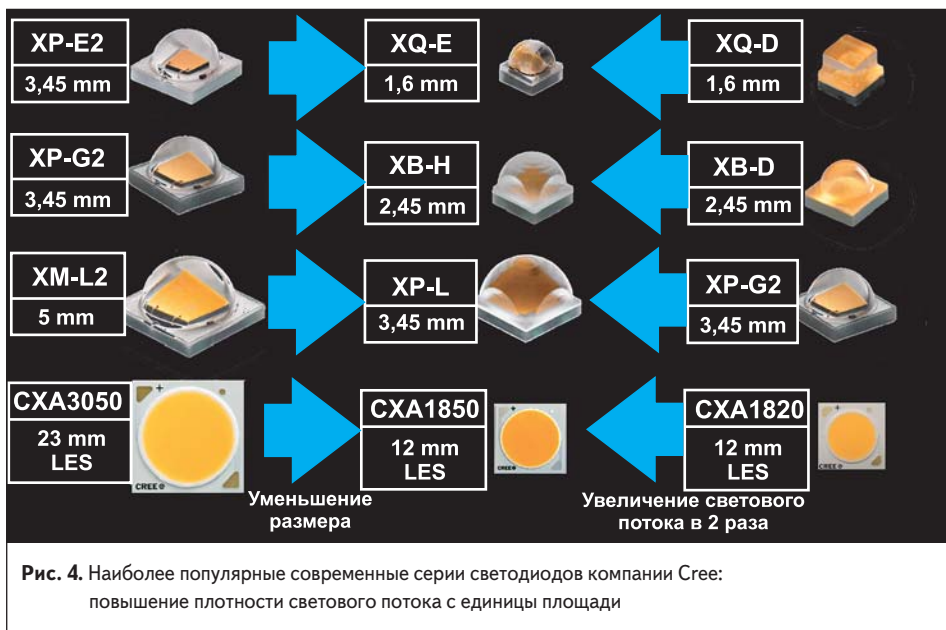 XP-E2
3,45 mm
XQ-E
1,6 mm
XQ-D
1,6 mm
XP-G2
3,45 mm
XB-H
2,45 mm
XB-D
2,45 mm
XM-L2
5 mm
XP-L
3,45 mm
XP-G2
3,45 mm
CXA3050
23 mm
LES
CREE
CXA1850
12 mm
LES
CREE
CXA1820
12 mm
LES
Уменьшение
размера
Увеличение светового
потока в 2 раза
Рис. 4. Наиболее популярные современные серии светодиодов компании Cree:
повышение плотности светового потока с единицы площади